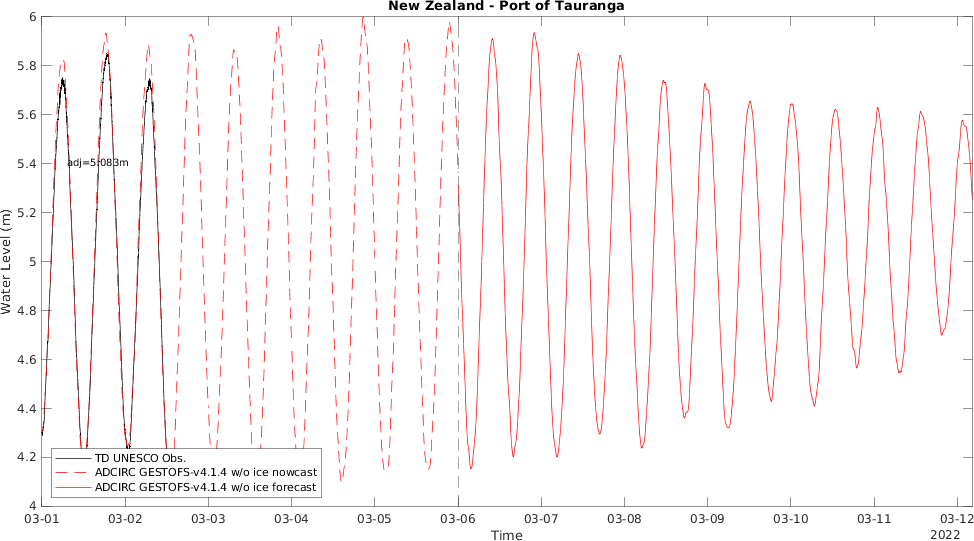 New Zealand - Port of Tauranga
6
5.8
5.6
5.4
5.2
5
4.8
4.6
4.4
4.2
4
Water Level (m)
adj=5.083m
TD UNESCO Obs.
ADCIRC GESTOFS-v4.1.4 w/o ice nowcast
ADCIRC GESTOFS-v4.1.4 w/o ice forecast
03-01 03-02 03-03 03-04 03-05 03-06 03-07 03-08 03-09 03-10 03-11 03-12
Time
2022